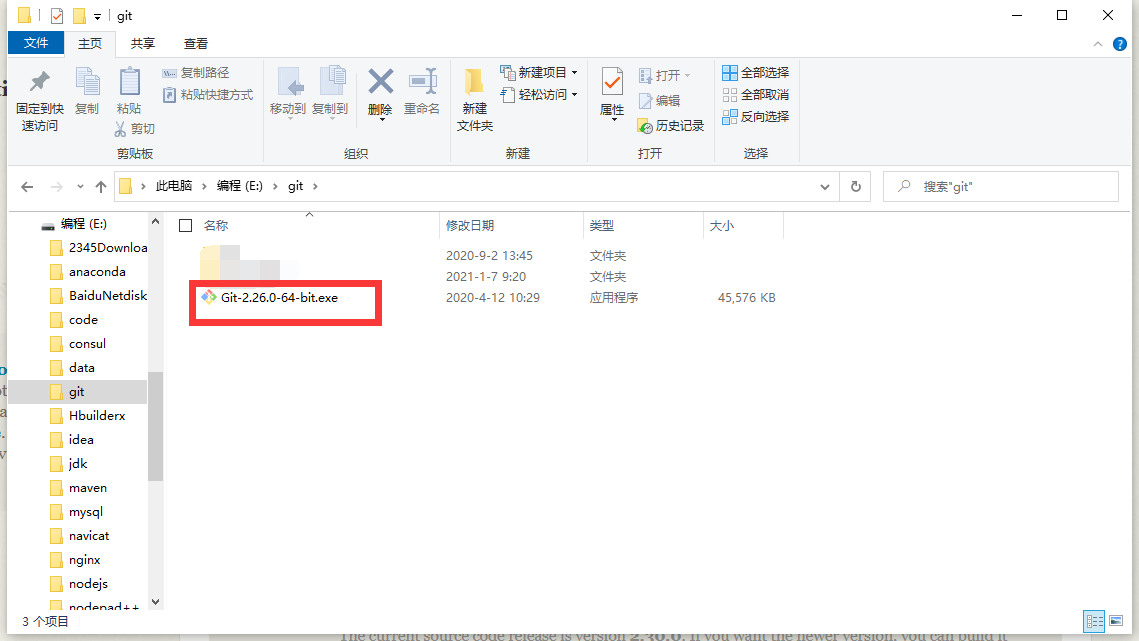 git
文件 主页 共享 查看
固定到快速访问
复制
粘贴
复制路径
粘贴快捷方式
剪切
剪贴板
移动到
复制到
删除
重命名
组织
新建文件夹
新建项目
轻松访问
新建
属性
打开
编辑
历史记录
打开
全部选择
全部取消
反向选择
选择
此电脑 编程 (E:) git
搜索"git"
编程 (E:)
2345Downloa
anaconda
BaiduNetdisk
code
consul
data
git
Hbuilderx
idea
jdk
maven
mysql
navicat
nginx
nodejs
nodepad++
名称 修改日期 类型 大小
2020-9-2 13:45 文件夹
2021-1-7 9:20 文件夹
Git-2.26.0-64-bit.exe 2020-4-12 10:29 应用程序 45,576 KB
3 个项目
The current source code release is version 2.30.0. If you want the newer version, you can build it